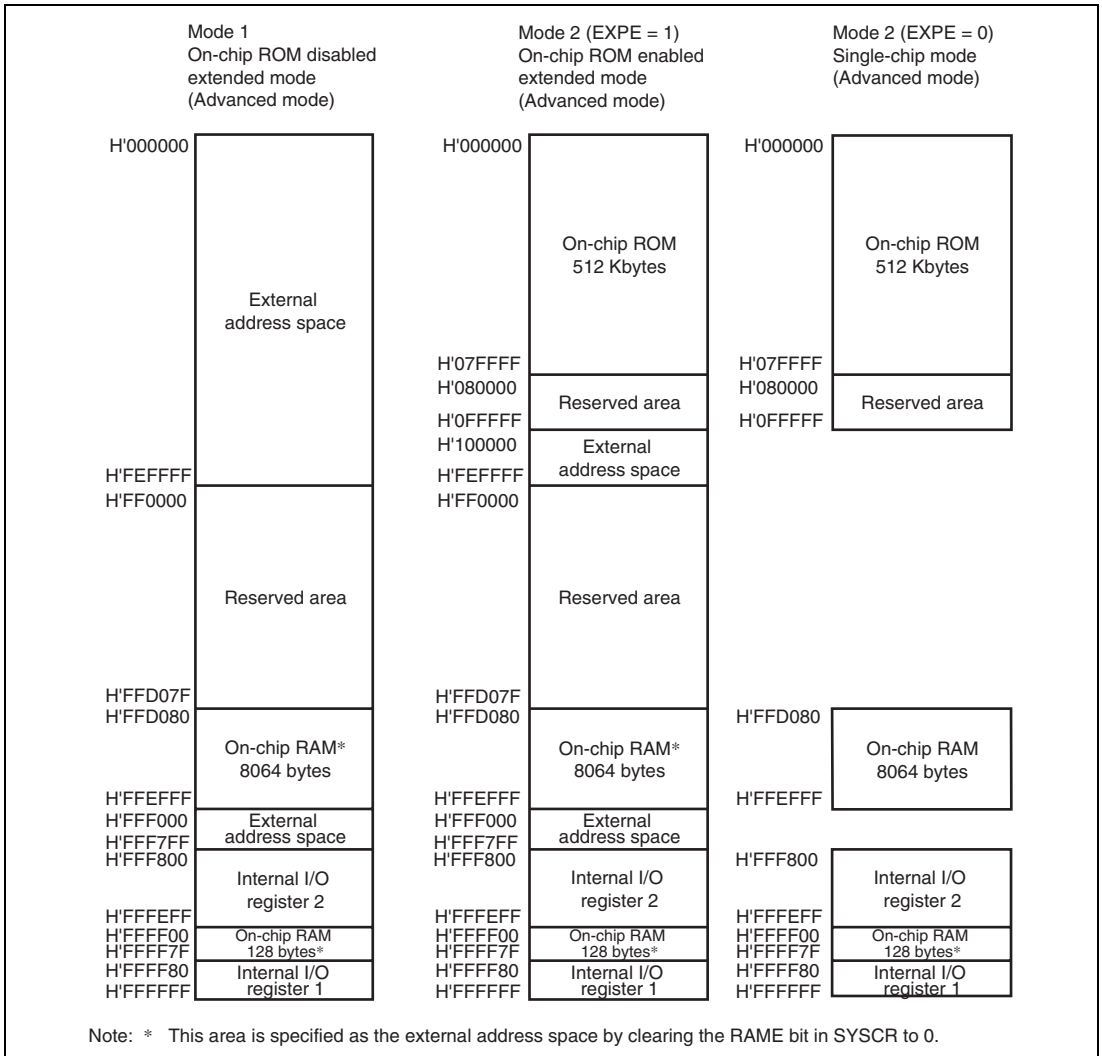 Mode 1
On-chip ROM disabled
extended mode
(Advanced mode)
H'000000
External
address space
H'FEFFFF
H'FF0000
Reserved area
H'FFD07F
H'FFD080
On-chip RAM*
8064 bytes
H'FFEFFF
H'FFF000
External
address space
H'FFF7FF
H'FFF800
Internal I/O
register 2
H'FFFEFF
H'FFFF00
On-chip RAM
128 bytes*
H'FFFF7F
H'FFFF80
Internal I/O
register 1
H'FFFFFF
Mode 2 (EXPE = 1)
On-chip ROM enabled
extended mode
(Advanced mode)
H'000000
On-chip ROM
512 Kbytes
H'07FFFF
H'080000
Reserved area
H'0FFFFF
H'100000
External
address space
H'FEFFFF
H'FF0000
Reserved area
H'FFD07F
H'FFD080
On-chip RAM*
8064 bytes
H'FFEFFF
H'FFF000
External
address space
H'FFF7FF
H'FFF800
Internal I/O
register 2
H'FFFEFF
H'FFFF00
On-chip RAM
128 bytes*
H'FFFF7F
H'FFFF80
Internal I/O
register 1
H'FFFFFF
Mode 2 (EXPE = 0)
Single-chip mode
(Advanced mode)
H'000000
On-chip ROM
512 Kbytes
H'07FFFF
H'080000
Reserved area
H'0FFFFF
H'FFD080
On-chip RAM
8064 bytes
H'FFEFFF
H'FFF800
Internal I/O
register 2
H'FFFEFF
H'FFFF00
On-chip RAM
128 bytes*
H'FFFF7F
H'FFFF80
Internal I/O
register 1
H'FFFFFF
Note: * This area is specified as the external address space by clearing the RAME bit in SYSCR to 0.